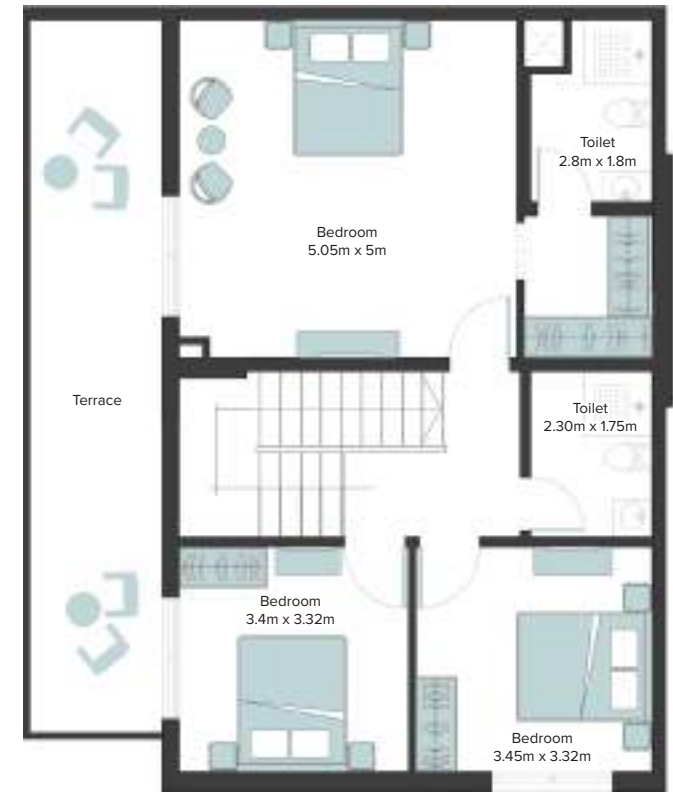 Toilet
2.8m x 1.8m
Bedroom
5.05m x 5m
Terrace
Toilet
2.30m x 1.75m
Bedroom
3.4m x 3.32m
Bedroom
3.45m x 3.32m